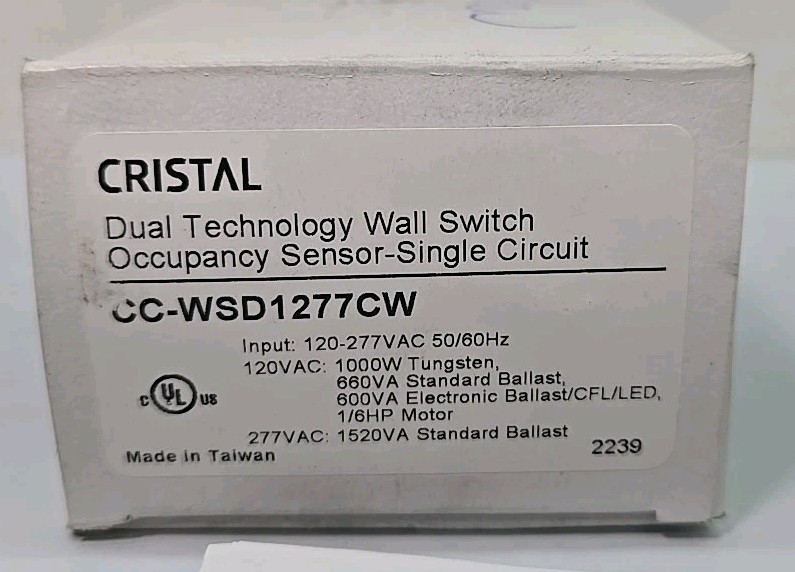 CRISTAL
Dual Technology Wall Switch
Occupancy Sensor-Single Circuit
CC-WSD1277CW
Input: 120-277VAC 50/60Hz
120VAC: 1000W Tungsten,
660VA Standard Ballast,
600VA Electronic Ballast/CFL/LED,
1/6HP Motor
c UL us
277VAC: 1520VA Standard Ballast
Made in Taiwan
2239